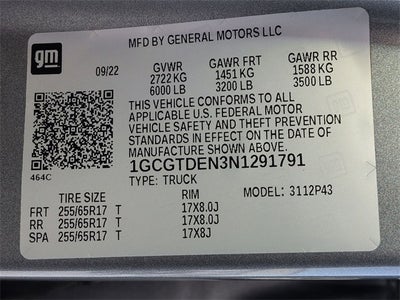 gm
MFD BY GENERAL MOTORS LLC
09/22 GVWR GAWR FRT GAWR RR
2722 KG 1451 KG 1588 KG
6000 LB 3200 LB 3500 LB
THIS VEHICLE CONFORMS TO ALL
APPLICABLE U.S. FEDERAL MOTOR
VEHICLE SAFETY AND THEFT PREVENTION
STANDARDS IN EFFECT ON THE DATE OF
MANUFACTURE SHOWN ABOVE.
464C
1GCGTDEN3N1291791
TYPE: TRUCK
TIRE SIZE RIM MODEL: 3112P43
FRT 255/65R17 T 17X8.0J
RR 255/65R17 T 17X8.0J
SPA 255/65R17 T 17X8J